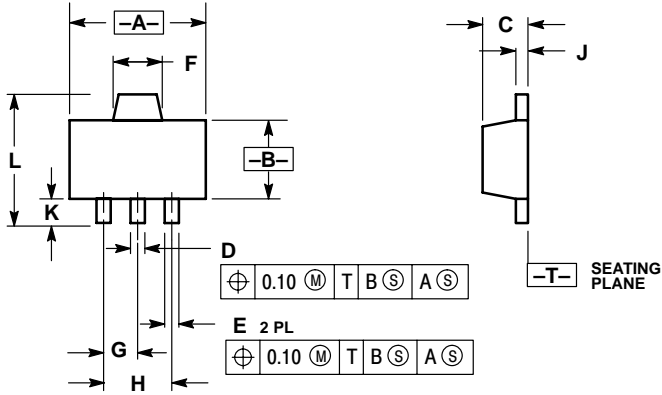 –A–
C
F
J
L
–B–
K
D
–T– SEATING PLANE
⌖ 0.10 Ⓜ T B Ⓢ A Ⓢ
E 2 PL
G
⌖ 0.10 Ⓜ T B Ⓢ A Ⓢ
H